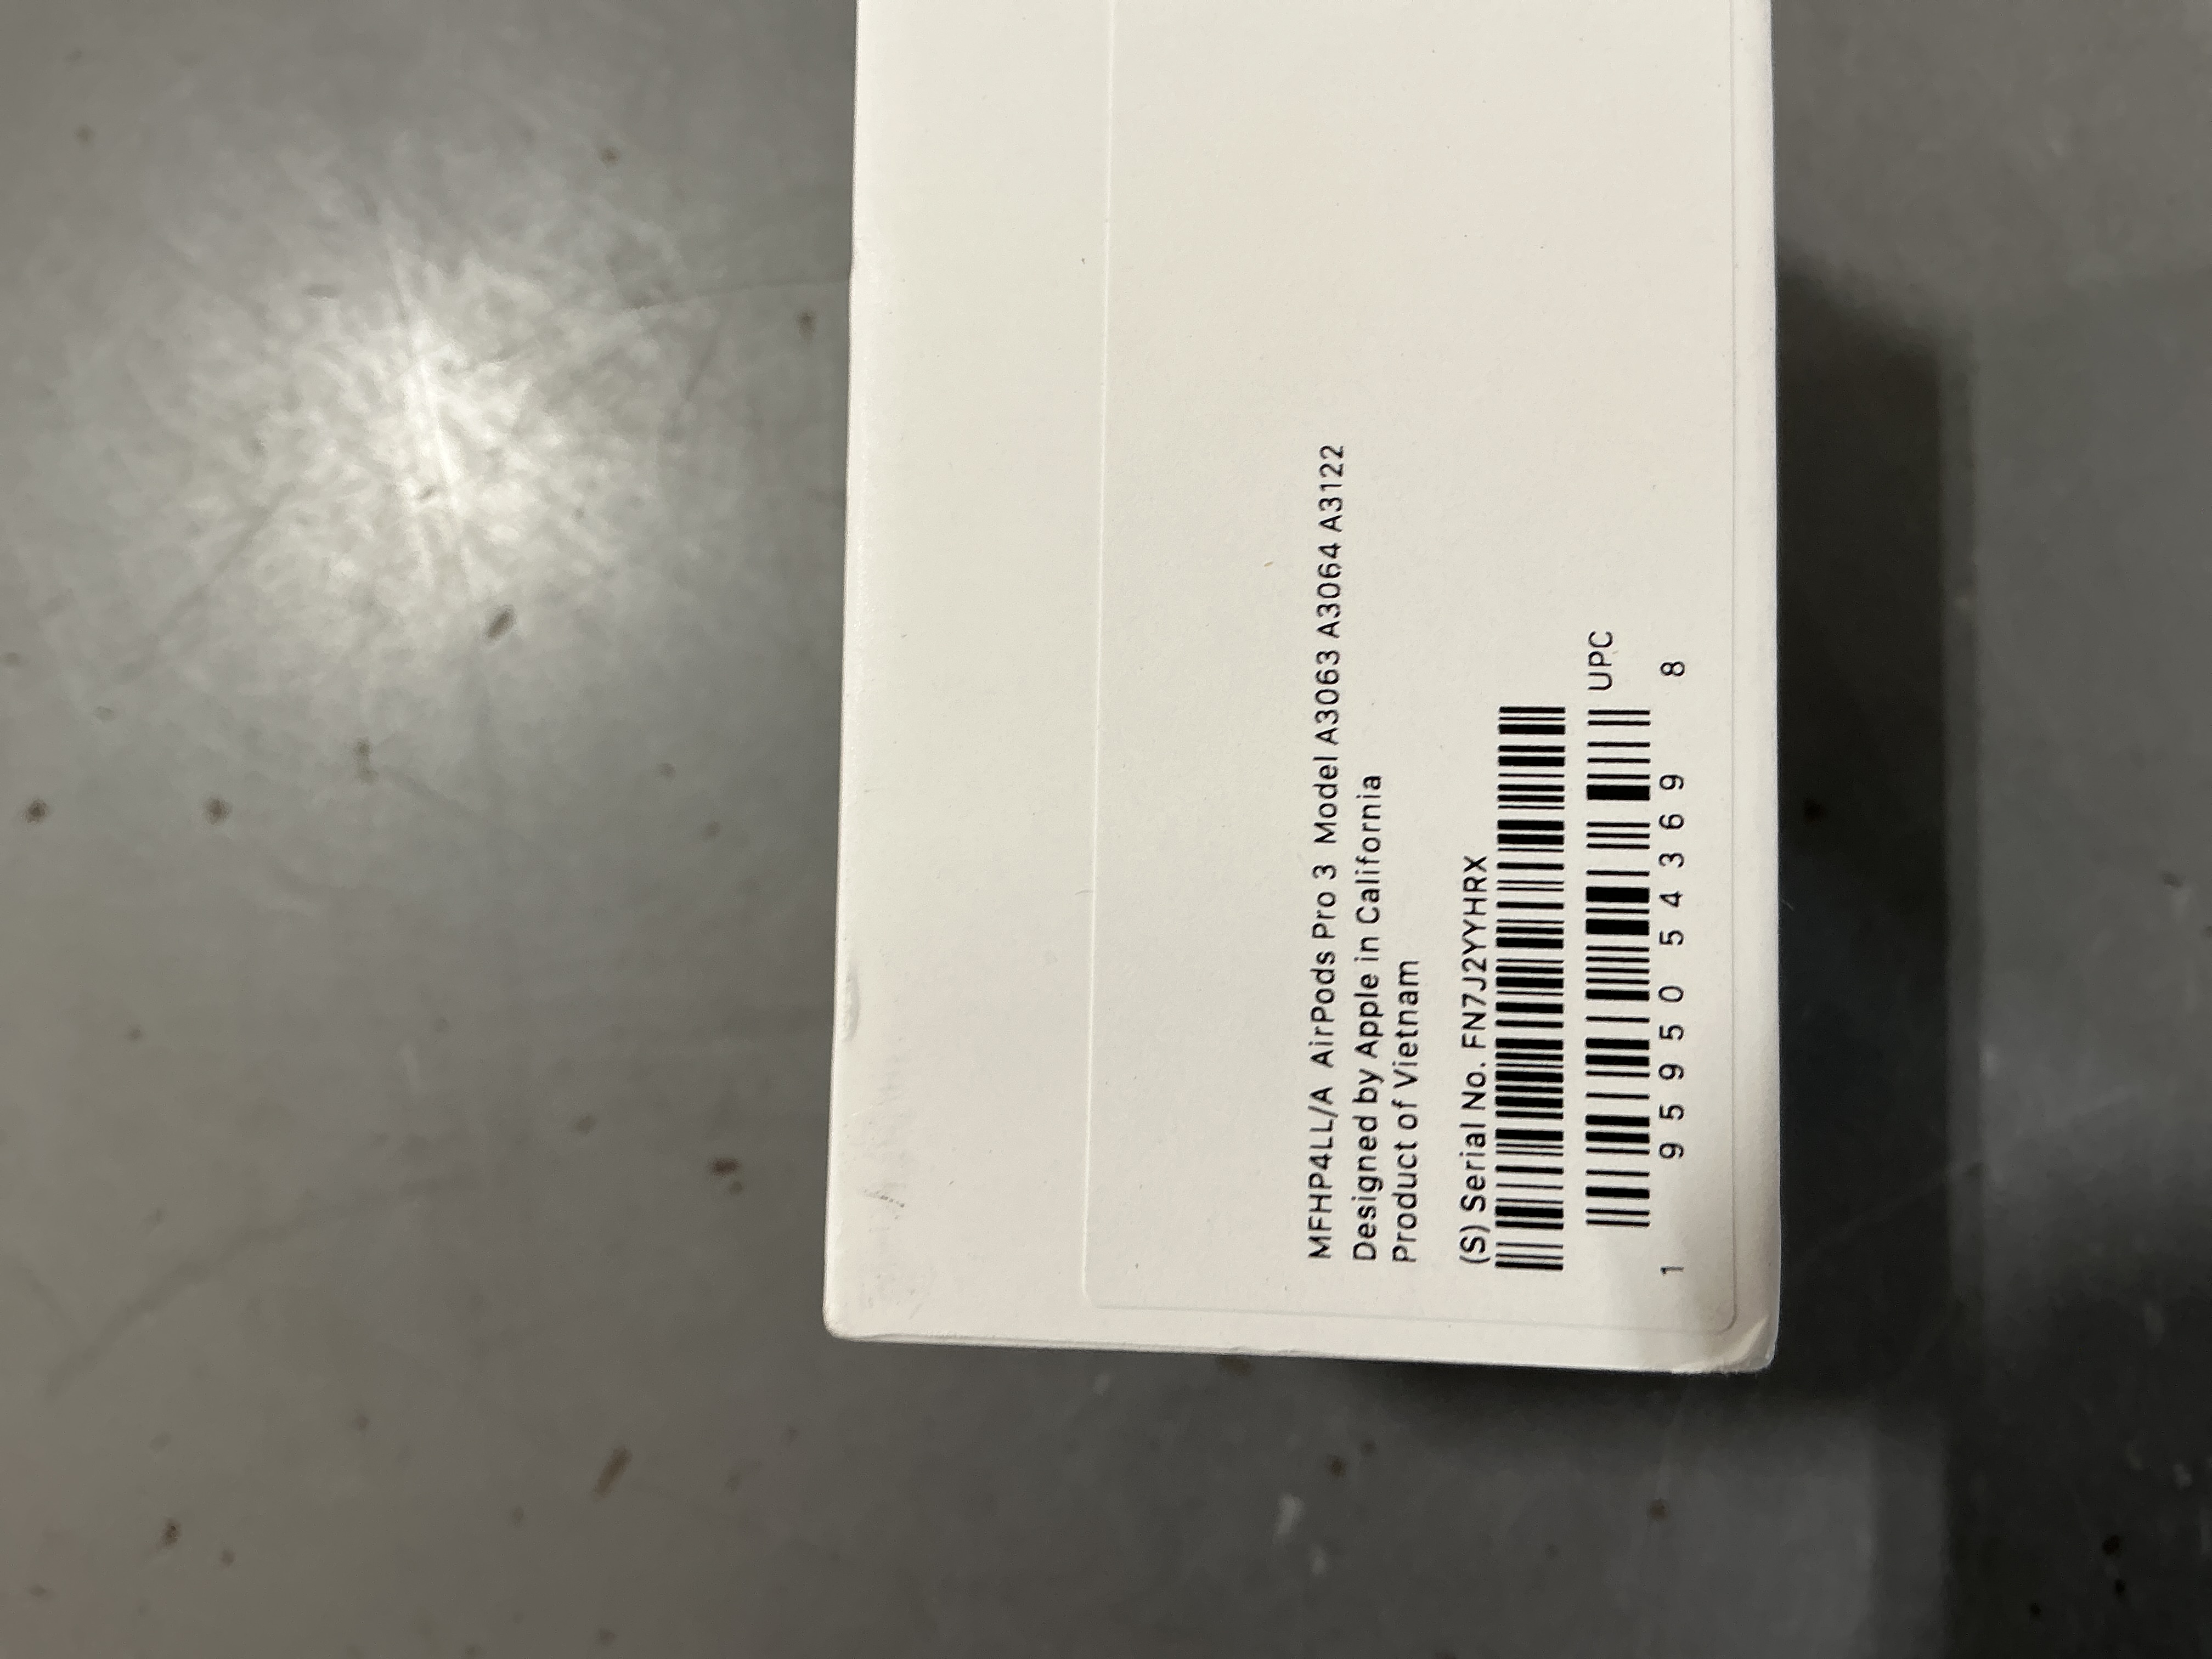 MFHP4LL/A AirPods Pro 3 Model A3063 A3064 A3122
Designed by Apple in California
Product of Vietnam
(S) Serial No. FN7J2YYHRX
UPC
1 95950 54369 8